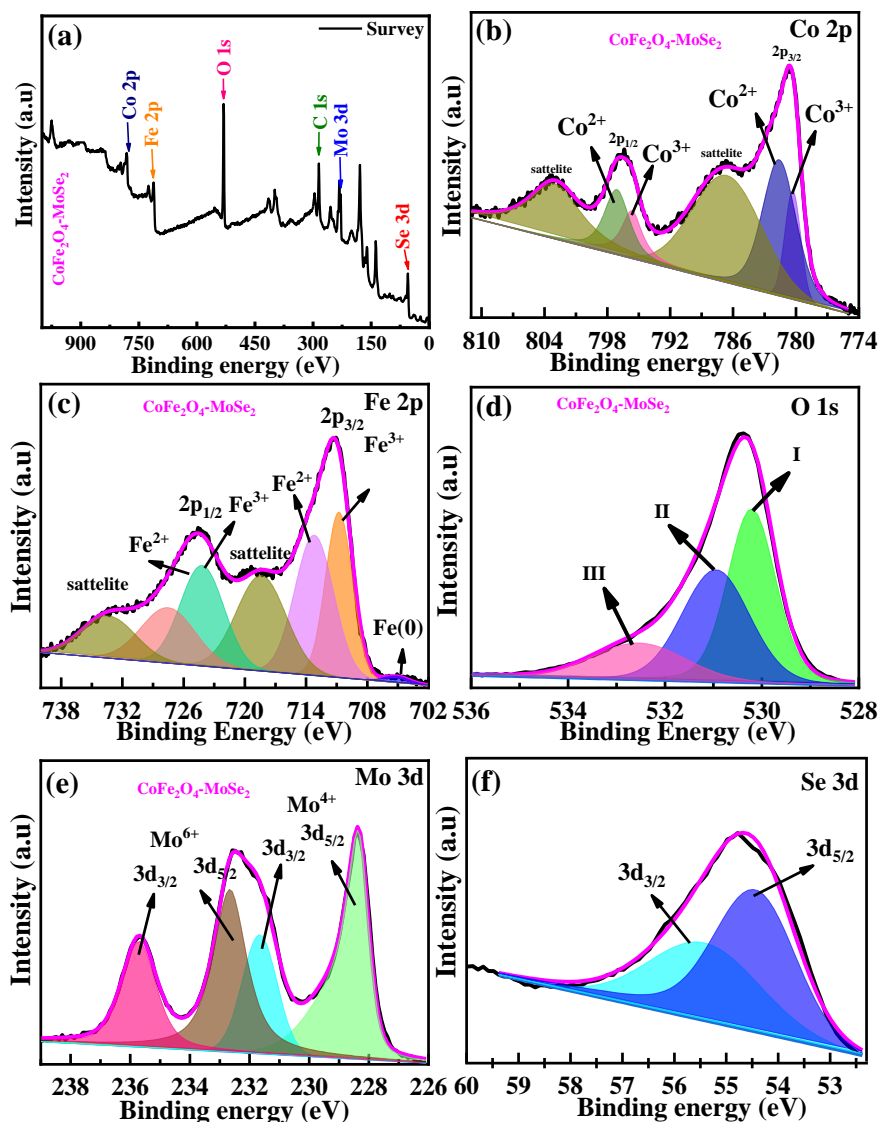 (a)
Survey
Co 2p
Fe 2p
O 1s
C 1s
Mo 3d
Se 3d
CoFe₂O₄-MoSe₂
Intensity (a.u)
900 750 600 450 300 150 0
Binding energy (eV)
(b)
CoFe₂O₄-MoSe₂
Co 2p
2p₃/₂
Co²⁺
Co³⁺
Co²⁺
2p₁/₂
Co³⁺
sattelite
sattelite
Intensity (a.u)
810 804 798 792 786 780 774
Binding energy (eV)
(c)
CoFe₂O₄-MoSe₂
Fe 2p
2p₃/₂
Fe³⁺
Fe²⁺
2p₁/₂
Fe³⁺
Fe²⁺
sattelite
sattelite
Fe(0)
Intensity (a.u)
738 732 726 720 714 708 702
Binding Energy (eV)
(d)
CoFe₂O₄-MoSe₂
O 1s
I
II
III
Intensity (a.u)
536 534 532 530 528
Binding Energy (eV)
(e)
CoFe₂O₄-MoSe₂
Mo 3d
Mo⁴⁺
Mo⁶⁺
3d₃/₂
3d₅/₂
3d₃/₂
3d₅/₂
Intensity (a.u)
238 236 234 232 230 228 226
Binding energy (eV)
(f)
Se 3d
3d₃/₂
3d₅/₂
Intensity (a.u)
60 59 57 56 55 54 53
Binding energy (eV)